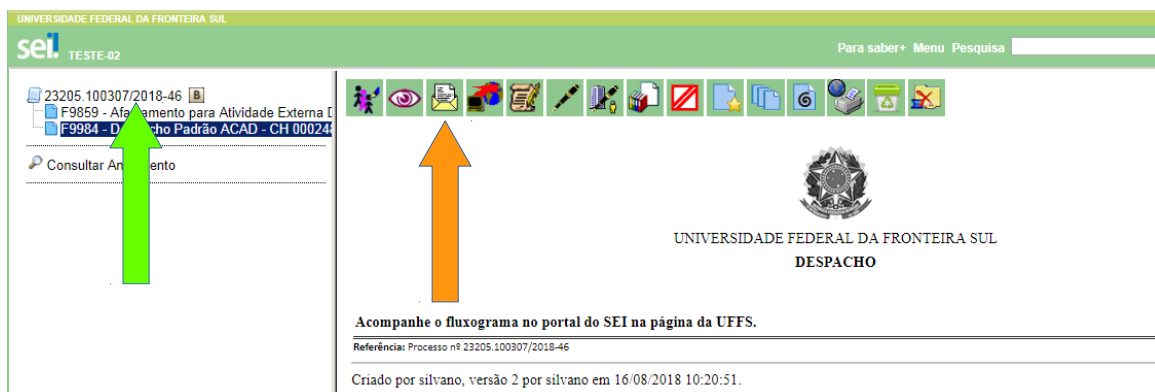 UNIVERSIDADE FEDERAL DA FRONTEIRA SUL
sei! TESTE-02
Para saber+ Menu Pesquisa
23205.100307/2018-46 B
F9859 - Afastamento para Atividade Externa
F9984 - Despacho Padrão ACAD - CH 00024
Consultar Andamento
UNIVERSIDADE FEDERAL DA FRONTEIRA SUL
DESPACHO
Acompanhe o fluxograma no portal do SEI na página da UFFS.
Referência: Processo nº 23205.100307/2018-46
Criado por silvano, versão 2 por silvano em 16/08/2018 10:20:51.